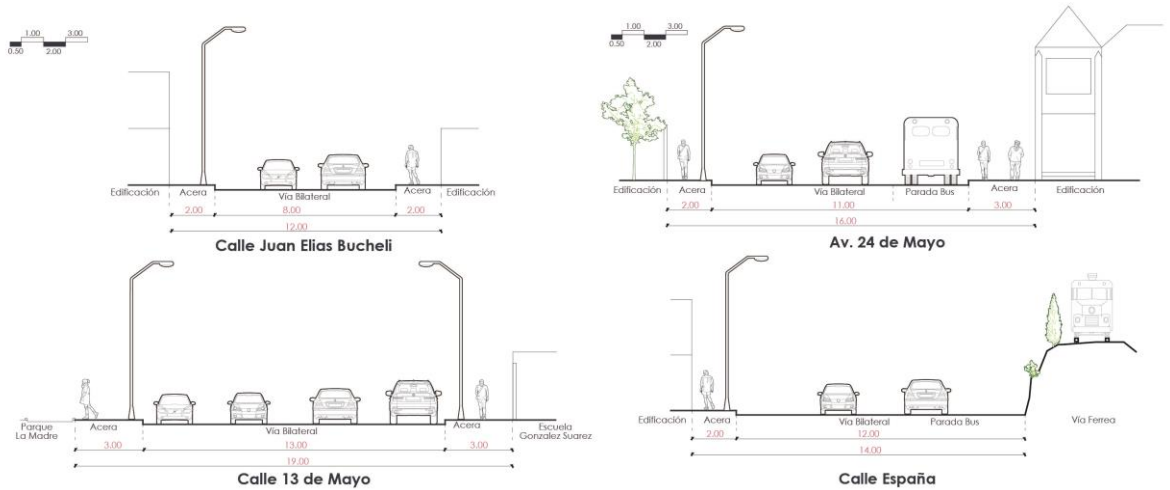 1.00 3.00
0.50 2.00
Edificación Acera Vía Bilateral Acera Edificación
2.00 8.00 2.00
12.00
Calle Juan Elias Bucheli
1.00 3.00
0.50 2.00
Edificación Acera Vía Bilateral Parada Bus Acera Edificación
2.00 11.00 3.00
16.00
Av. 24 de Mayo
Parque
La Madre
Acera Vía Bilateral Acera
Escuela
Gonzalez Suarez
3.00 13.00 3.00
19.00
Calle 13 de Mayo
Edificación Acera Vía Bilateral Parada Bus Vía Ferrea
2.00 12.00
14.00
Calle España